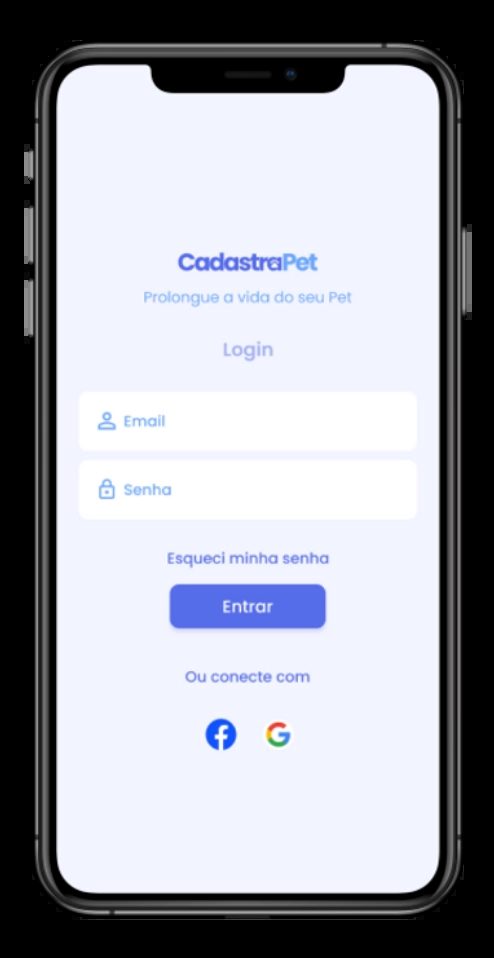 CadastraPet
Prolongue a vida do seu Pet
Login
Email
Senha
Esqueci minha senha
Entrar
Ou conecte com